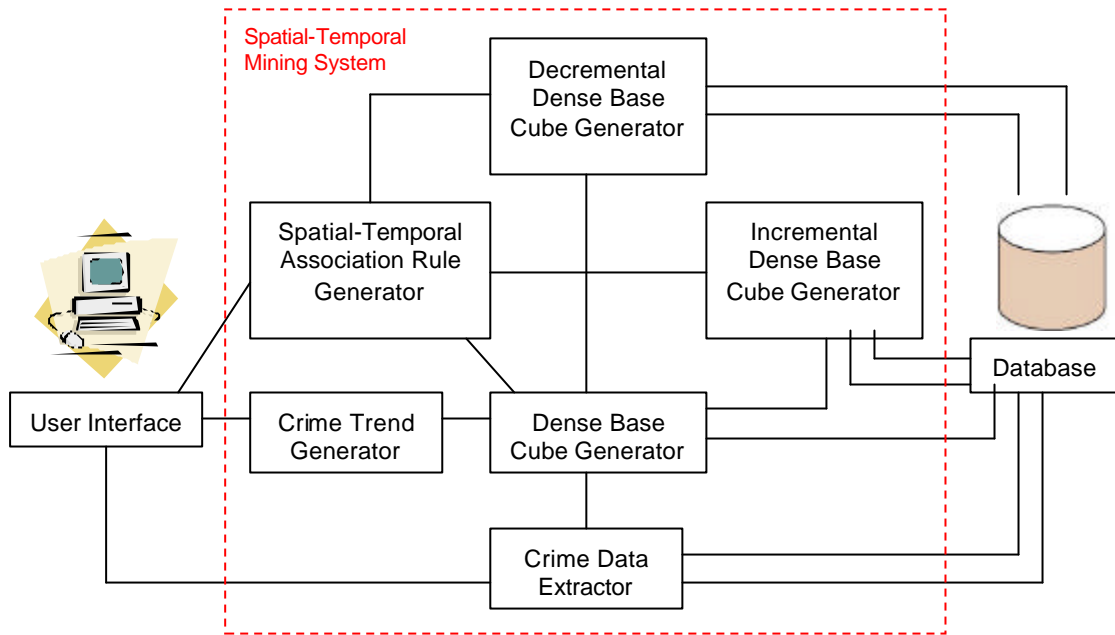 Spatial-Temporal
Mining System
Decremental
Dense Base
Cube Generator
Spatial-Temporal
Association Rule
Generator
Incremental
Dense Base
Cube Generator
Database
User Interface
Crime Trend
Generator
Dense Base
Cube Generator
Crime Data
Extractor